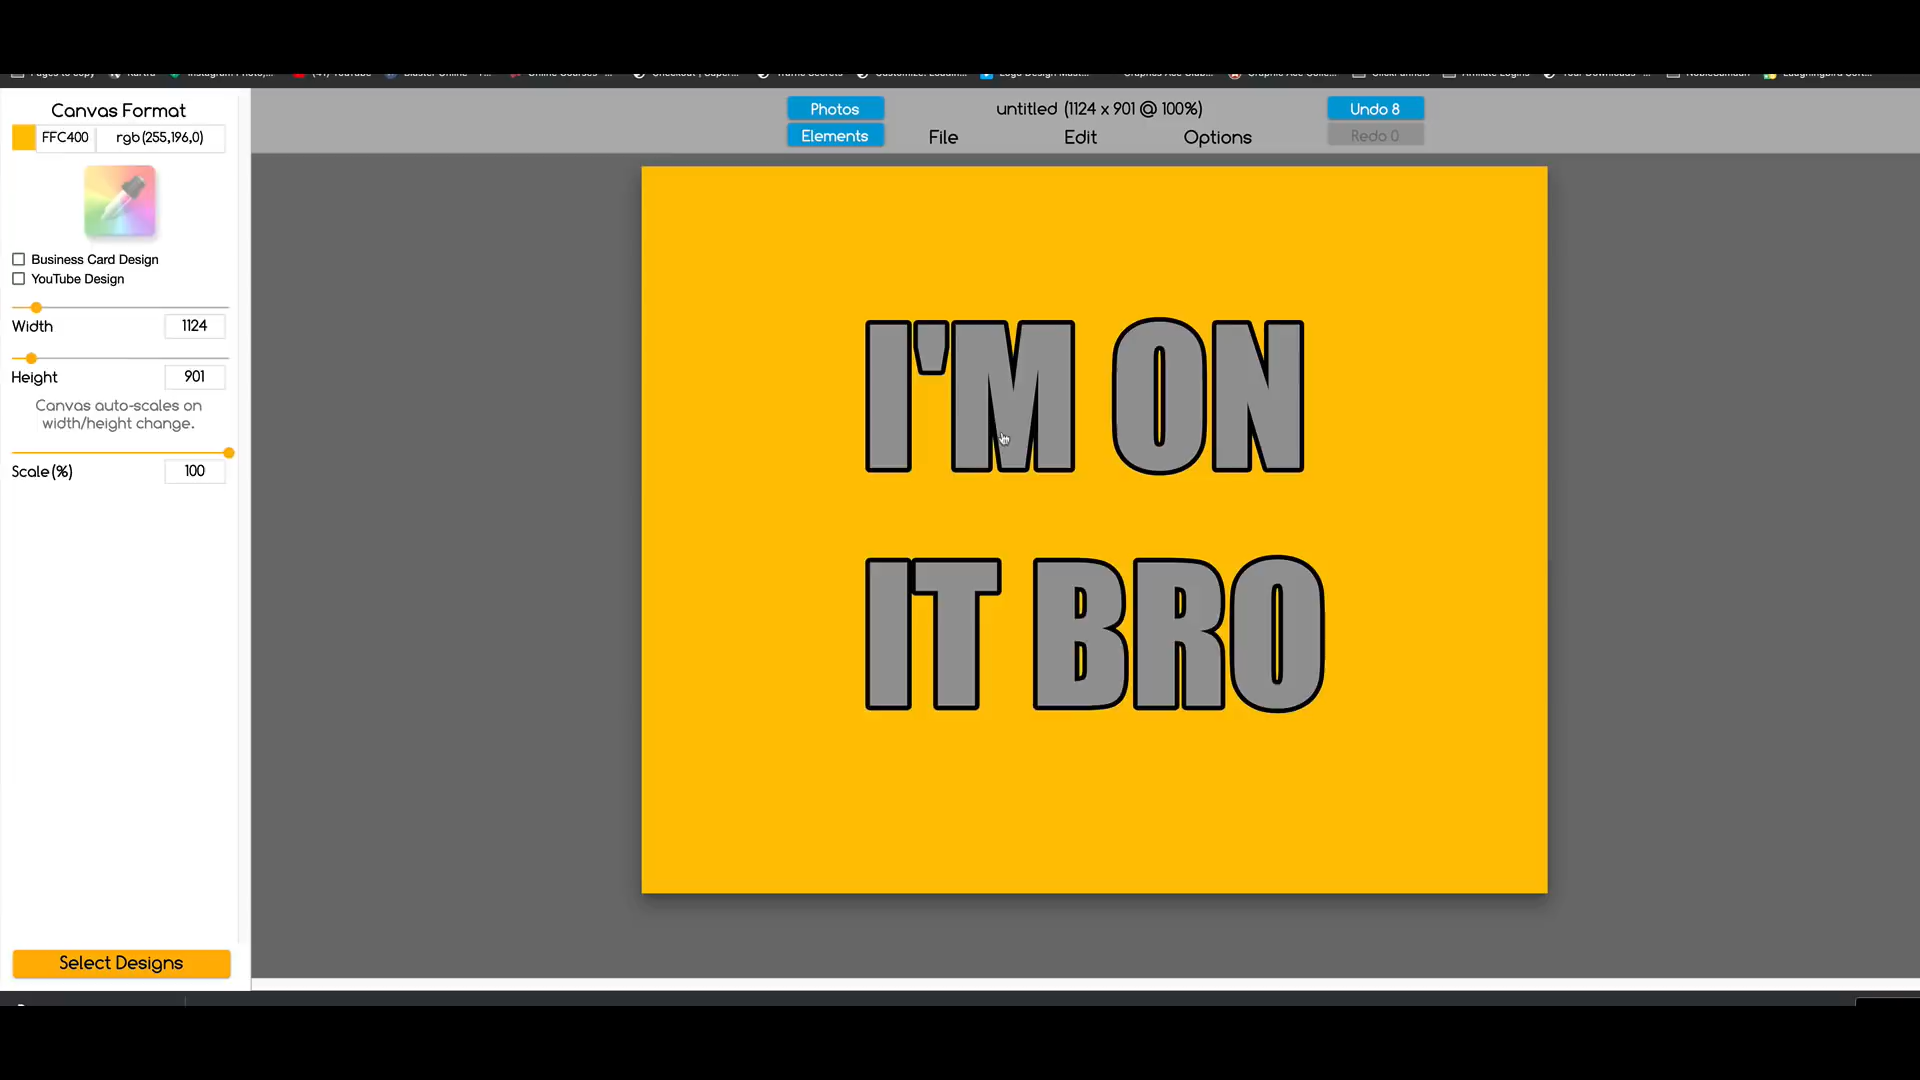 Canvas Format
FFC400 rgb(255,196,0)
Business Card Design
YouTube Design
Width 1124
Height 901
Canvas auto-scales on
width/height change.
Scale(%) 100
Select Designs
Photos
Elements
untitled (1124 x 901 @ 100%)
File Edit Options
Undo 8
Redo 0
I'M ON
IT BRO